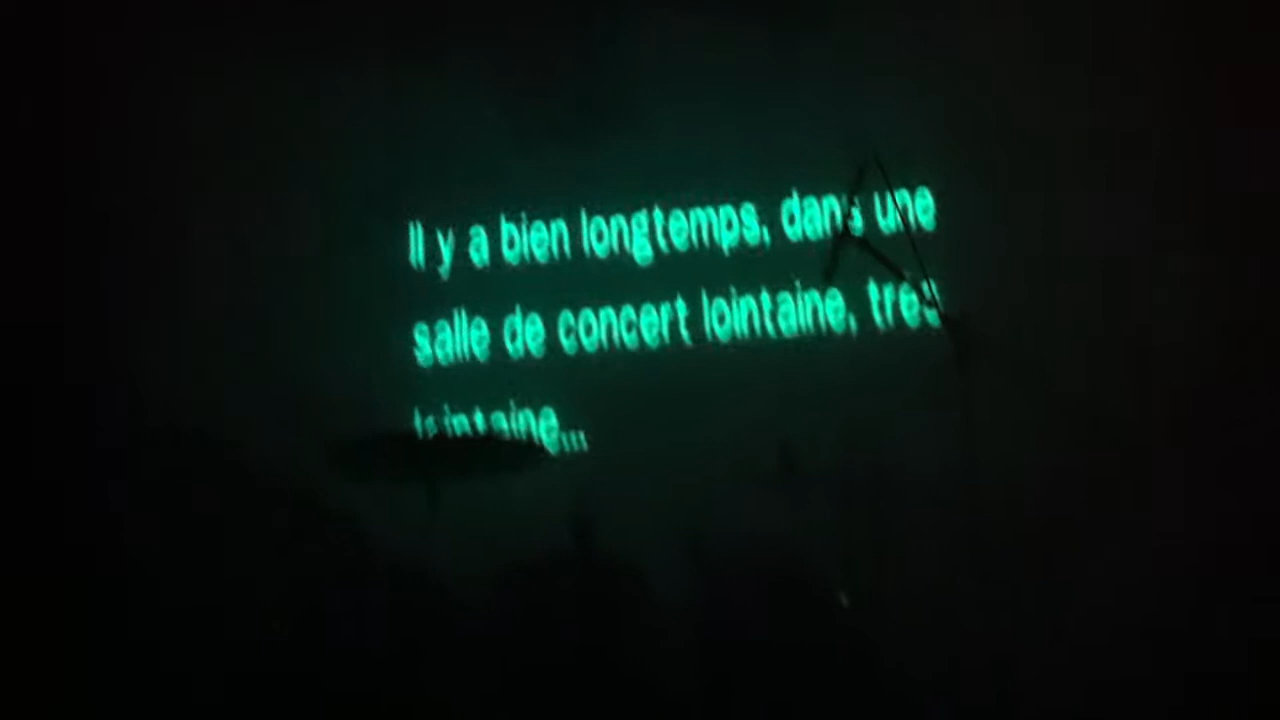 Il y a bien longtemps, dans une
salle de concert lointaine, très
lointaine...